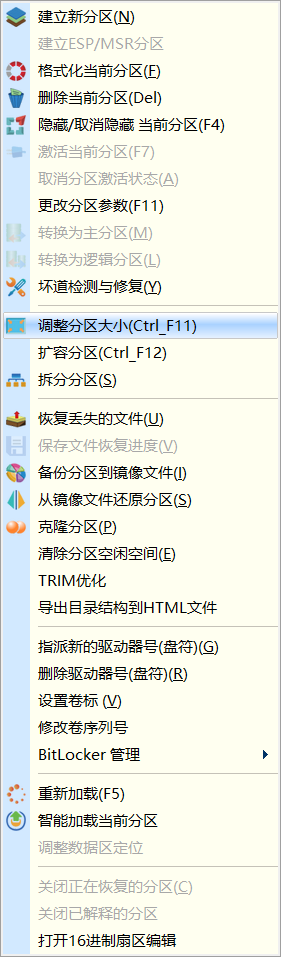 建立新分区(N)
建立ESP/MSR分区
格式化当前分区(F)
删除当前分区(Del)
隐藏/取消隐藏 当前分区(F4)
激活当前分区(F7)
取消分区激活状态(A)
更改分区参数(F11)
转换为主分区(M)
转换为逻辑分区(L)
坏道检测与修复(Y)
调整分区大小(Ctrl_F11)
扩容分区(Ctrl_F12)
拆分分区(S)
恢复丢失的文件(U)
保存文件恢复进度(V)
备份分区到镜像文件(I)
从镜像文件还原分区(S)
克隆分区(P)
清除分区空闲空间(E)
TRIM优化
导出目录结构到HTML文件
指派新的驱动器号(盘符)(G)
删除驱动器号(盘符)(R)
设置卷标 (V)
修改卷序列号
BitLocker 管理
重新加载(F5)
智能加载当前分区
调整数据区定位
关闭正在恢复的分区(C)
关闭已解释的分区
打开16进制扇区编辑